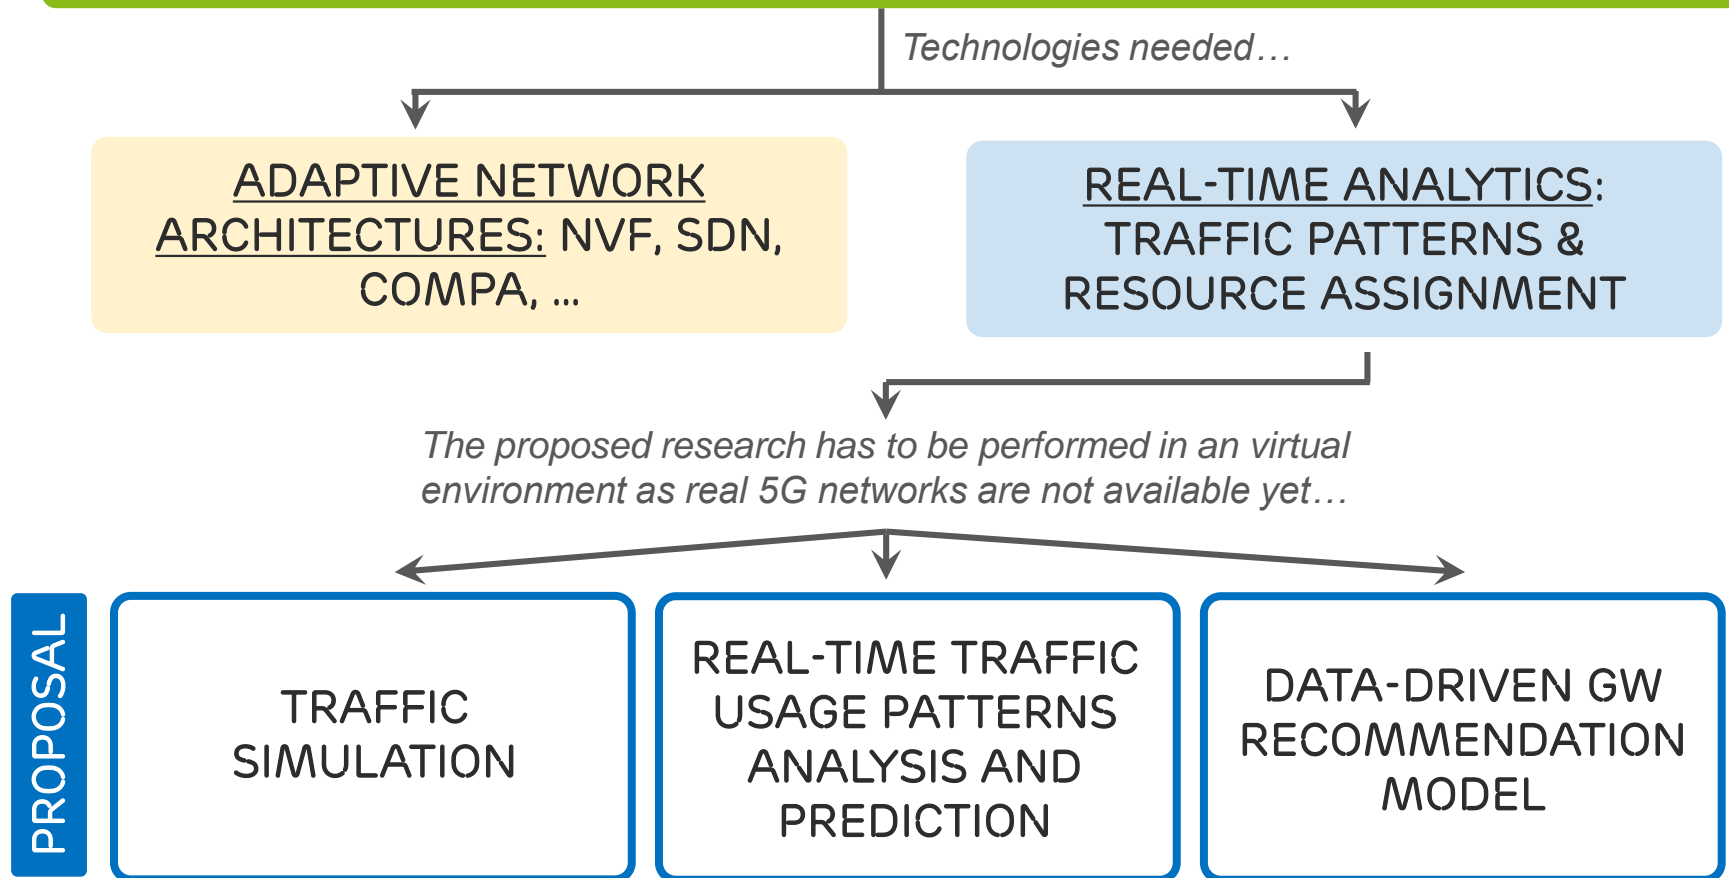 Technologies needed…
ADAPTIVE NETWORK
ARCHITECTURES: NVF, SDN,
COMPA, ...
REAL-TIME ANALYTICS:
TRAFFIC PATTERNS &
RESOURCE ASSIGNMENT
The proposed research has to be performed in an virtual
environment as real 5G networks are not available yet…
PROPOSAL
TRAFFIC
SIMULATION
REAL-TIME TRAFFIC
USAGE PATTERNS
ANALYSIS AND
PREDICTION
DATA-DRIVEN GW
RECOMMENDATION
MODEL